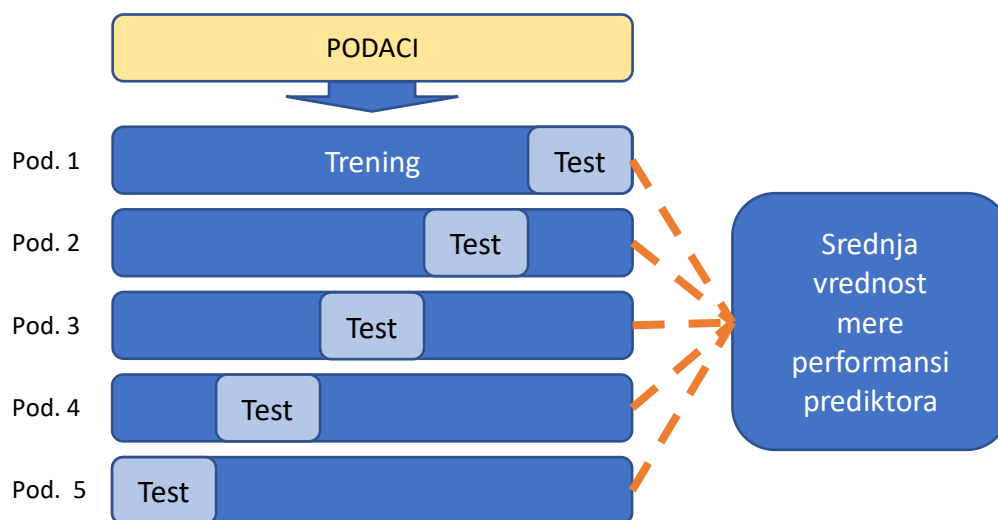 PODACI
Pod. 1
Trening
Test
Pod. 2
Test
Pod. 3
Test
Pod. 4
Test
Pod. 5
Test
Srednja
vrednost
mere
performansi
prediktora